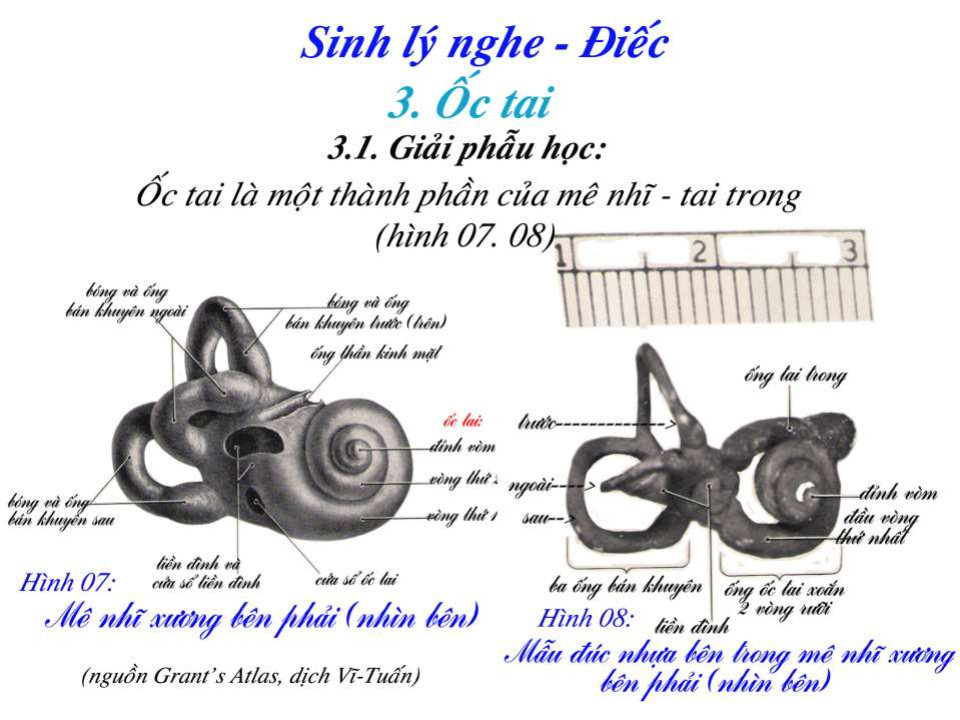 Sinh lý nghe - Điếc
3. Ốc tai
3.1. Giải phẫu học:
Ốc tai là một thành phần của mê nhĩ - tai trong
(hình 07. 08)
1 2 3
bóng và ống
bán khuyên ngoài
bóng và ống
bán khuyên trước (trên)
ống thần kinh mặt
ốc tai:
đỉnh vòm
vòng thứ 2
vòng thứ 1
bóng và ống
bán khuyên sau
tiền đình và
cửa sổ tiền đình
cửa sổ ốc tai
Hình 07:
Mê nhĩ xương bên phải (nhìn bên)
(nguồn Grant's Atlas, dịch Vĩ-Tuấn)
ống tai trong
trước
ngoài
sau
đỉnh vòm
đầu vòng
thứ nhất
ba ống bán khuyên
ống ốc tai xoắn
2 vòng rưỡi
tiền đình
Hình 08:
Mẫu đúc nhựa bên trong mê nhĩ xương
bên phải (nhìn bên)